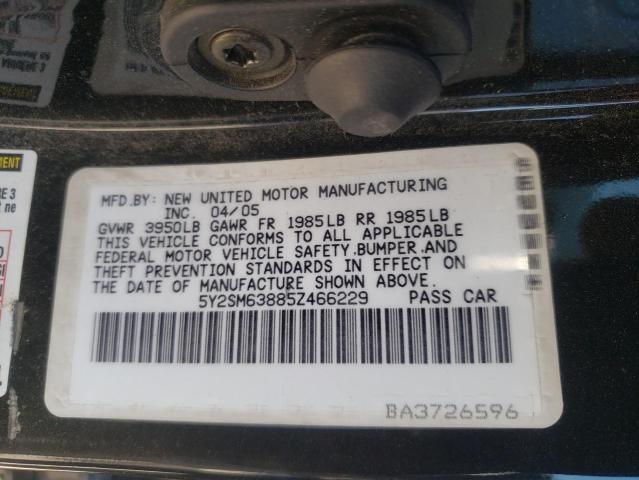 MFD.BY: NEW UNITED MOTOR MANUFACTURING
INC. 04/05
GVWR 3950LB GAWR FR 1985LB RR 1985LB
THIS VEHICLE CONFORMS TO ALL APPLICABLE
FEDERAL MOTOR VEHICLE SAFETY,BUMPER,AND
THEFT PREVENTION STANDARDS IN EFFECT ON
THE DATE OF MANUFACTURE SHOWN ABOVE.
5Y2SM63885Z466229 PASS CAR
BA3726596